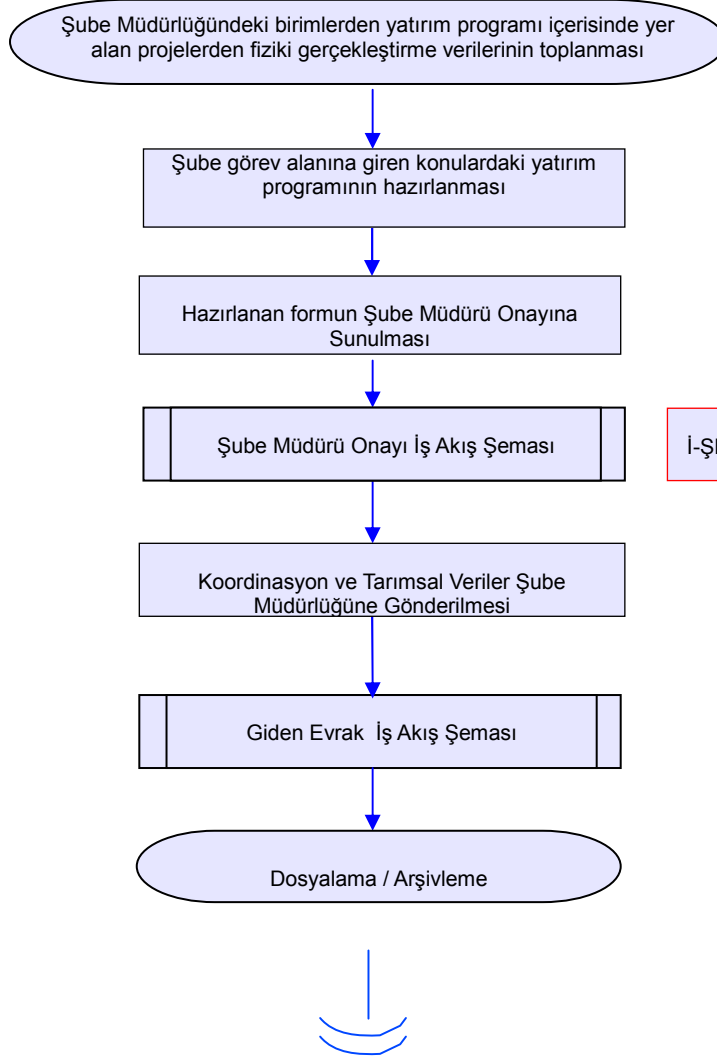 Şube Müdürlüğündeki birimlerden yatırım programı içerisinde yer
alan projelerden fiziki gerçekleştirme verilerinin toplanması
Şube görev alanına giren konulardaki yatırım
programının hazırlanması
Hazırlanan formun Şube Müdürü Onayına
Sunulması
Şube Müdürü Onayı İş Akış Şeması
Koordinasyon ve Tarımsal Veriler Şube
Müdürlüğüne Gönderilmesi
Giden Evrak İş Akış Şeması
Dosyalama / Arşivleme